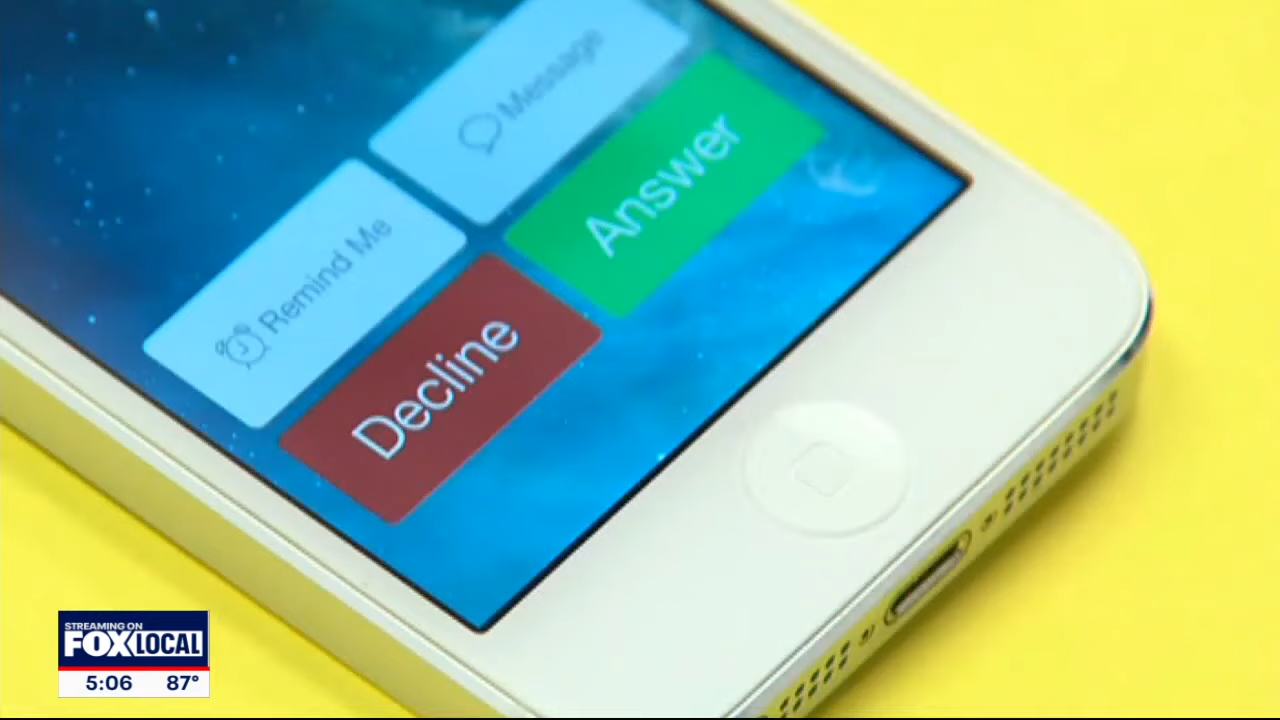 Message
Answer
Remind Me
Decline
STREAMING ON
FOX LOCAL
5:06 87°